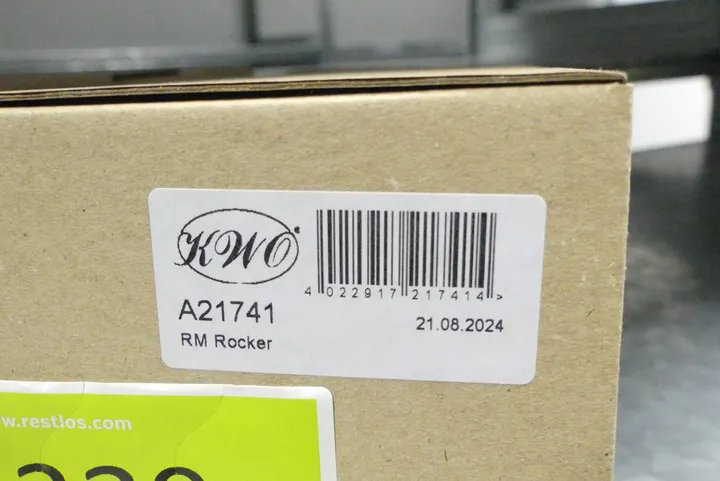 KWO
4 022917 217414 >
A21741
21.08.2024
RM Rocker
w.restlos.com